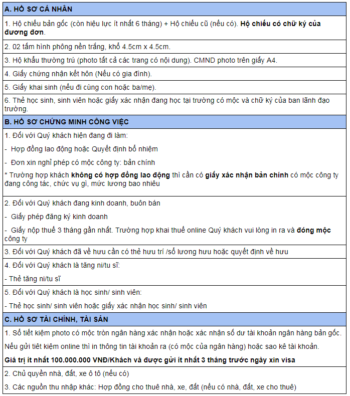 A. HỒ SƠ CÁ NHÂN
1. Hộ chiếu bản gốc (còn hiệu lực ít nhất 6 tháng) + Hộ chiếu cũ (nếu có). Hộ chiếu có chữ ký của
đương đơn.
2. 02 tấm hình phông nền trắng, khổ 4.5cm x 4.5cm.
3. Hộ khẩu thường trú (photo tất cả các trang có nội dung). CMND photo trên giấy A4.
4. Giấy chứng nhận kết hôn (Nếu có gia đình).
5. Giấy khai sinh (nếu đi cùng con hoặc ba/mẹ).
6. Thẻ học sinh, sinh viên hoặc giấy xác nhận đang học tại trường có mộc và chữ ký của ban lãnh đạo
trường.
B. HỒ SƠ CHỨNG MINH CÔNG VIỆC
1. Đối với Quý khách hiện đang đi làm:
- Hợp đồng lao động hoặc Quyết định bổ nhiệm
- Đơn xin nghỉ phép có mộc công ty: bản chính
* Trường hợp khách không có hợp đồng lao động thì cần có giấy xác nhận bản chính có mộc công ty
đang công tác, chức vụ gì, mức lương bao nhiêu
2. Đối với Quý khách đang kinh doanh, buôn bán
- Giấy phép đăng ký kinh doanh
- Giấy nộp thuế 3 tháng gần nhất. Trường hợp khai thuế online Quý khách vui lòng in ra và đóng mộc
công ty
3. Đối với Quý khách đã về hưu cần có thẻ hưu trí /sổ lương hưu hoặc quyết định về hưu
4. Đối với Quý khách là tăng ni/tu sĩ:
- Thẻ tăng ni/tu sĩ
5. Đối với Quý khách là học sinh/ sinh viên:
- Thẻ học sinh/ sinh viên hoặc giấy xác nhận học sinh/ sinh viên
C. HỒ SƠ TÀI CHÍNH, TÀI SẢN
1. Sổ tiết kiệm photo có mộc tròn ngân hàng xác nhận hoặc xác nhận số dư tài khoản ngân hàng bản gốc.
Nếu gửi tiết kiệm online thì in thông tin tài khoản ra (có mộc của ngân hàng) hoặc sao kê tài khoản.
Giá trị ít nhất 100.000.000 VNĐ/Khách và được gửi ít nhất 3 tháng trước ngày xin visa
2. Chủ quyền nhà, đất, xe ô tô (nếu có)
3. Các nguồn thu nhập khác: Hợp đồng cho thuê nhà, xe, đất (nếu có nhà, đất, xe cho thuê)